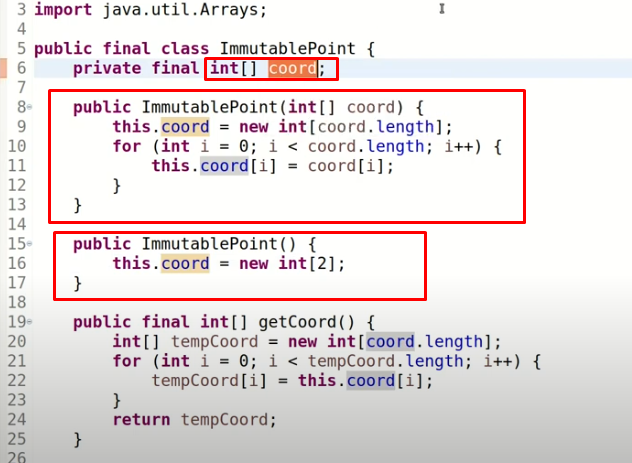 3 import java.util.Arrays;
4
5 public final class ImmutablePoint {
6     private final int[] coord;
7
8     public ImmutablePoint(int[] coord) {
9         this.coord = new int[coord.length];
10         for (int i = 0; i < coord.length; i++) {
11             this.coord[i] = coord[i];
12         }
13     }
14
15     public ImmutablePoint() {
16         this.coord = new int[2];
17     }
18
19     public final int[] getCoord() {
20         int[] tempCoord = new int[coord.length];
21         for (int i = 0; i < tempCoord.length; i++) {
22             tempCoord[i] = this.coord[i];
23         }
24         return tempCoord;
25     }
26